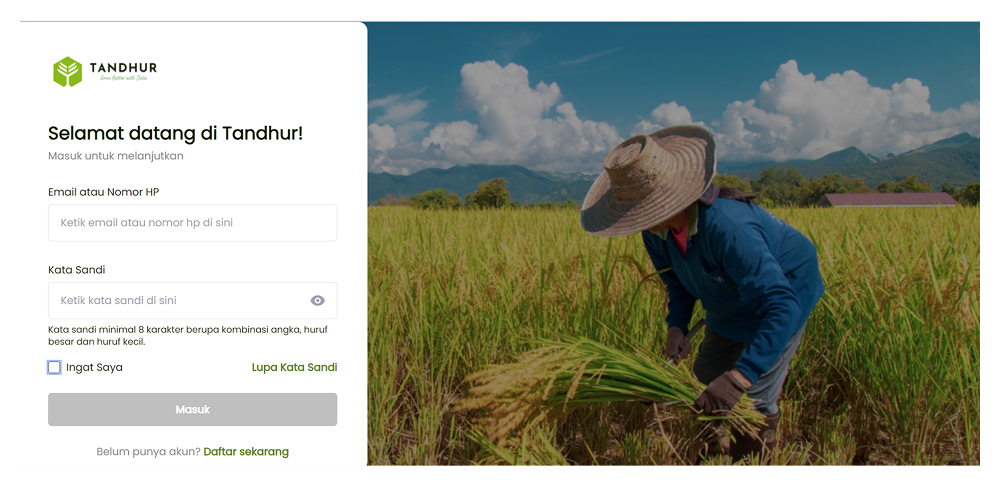 TANDHUR
Grow Better with Data
Selamat datang di Tandhur!
Masuk untuk melanjutkan
Email atau Nomor HP
Ketik email atau nomor hp di sini
Kata Sandi
Ketik kata sandi di sini
Kata sandi minimal 8 karakter berupa kombinasi angka, huruf
besar dan huruf kecil.
Ingat Saya Lupa Kata Sandi
Masuk
Belum punya akun? Daftar sekarang